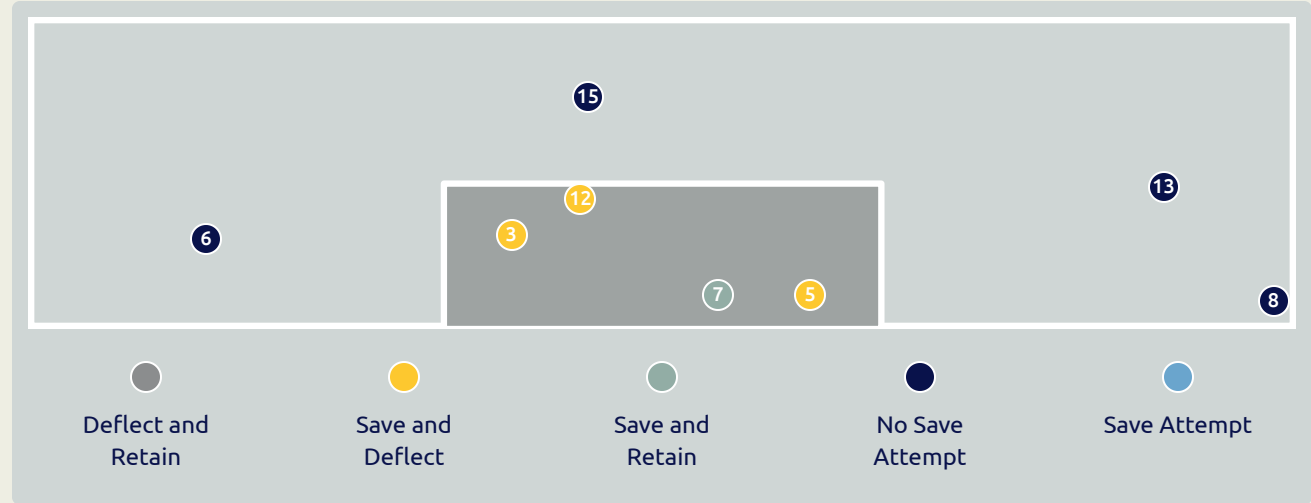 15
13
12
3
6
7
5
8
Deflect and
Retain
Save and
Deflect
Save and
Retain
No Save
Attempt
Save Attempt